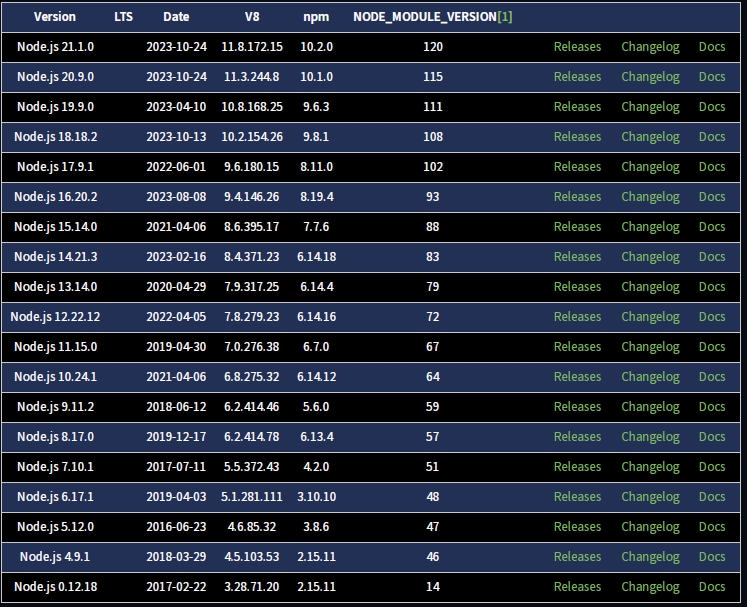 Version LTS Date V8 npm NODE_MODULE_VERSION[1]
Node.js 21.1.0 2023-10-24 11.8.172.15 10.2.0 120 Releases Changelog Docs
Node.js 20.9.0 2023-10-24 11.3.244.8 10.1.0 115 Releases Changelog Docs
Node.js 19.9.0 2023-04-10 10.8.168.25 9.6.3 111 Releases Changelog Docs
Node.js 18.18.2 2023-10-13 10.2.154.26 9.8.1 108 Releases Changelog Docs
Node.js 17.9.1 2022-06-01 9.6.180.15 8.11.0 102 Releases Changelog Docs
Node.js 16.20.2 2023-08-08 9.4.146.26 8.19.4 93 Releases Changelog Docs
Node.js 15.14.0 2021-04-06 8.6.395.17 7.7.6 88 Releases Changelog Docs
Node.js 14.21.3 2023-02-16 8.4.371.23 6.14.18 83 Releases Changelog Docs
Node.js 13.14.0 2020-04-29 7.9.317.25 6.14.4 79 Releases Changelog Docs
Node.js 12.22.12 2022-04-05 7.8.279.23 6.14.16 72 Releases Changelog Docs
Node.js 11.15.0 2019-04-30 7.0.276.38 6.7.0 67 Releases Changelog Docs
Node.js 10.24.1 2021-04-06 6.8.275.32 6.14.12 64 Releases Changelog Docs
Node.js 9.11.2 2018-06-12 6.2.414.46 5.6.0 59 Releases Changelog Docs
Node.js 8.17.0 2019-12-17 6.2.414.78 6.13.4 57 Releases Changelog Docs
Node.js 7.10.1 2017-07-11 5.5.372.43 4.2.0 51 Releases Changelog Docs
Node.js 6.17.1 2019-04-03 5.1.281.111 3.10.10 48 Releases Changelog Docs
Node.js 5.12.0 2016-06-23 4.6.85.32 3.8.6 47 Releases Changelog Docs
Node.js 4.9.1 2018-03-29 4.5.103.53 2.15.11 46 Releases Changelog Docs
Node.js 0.12.18 2017-02-22 3.28.71.20 2.15.11 14 Releases Changelog Docs